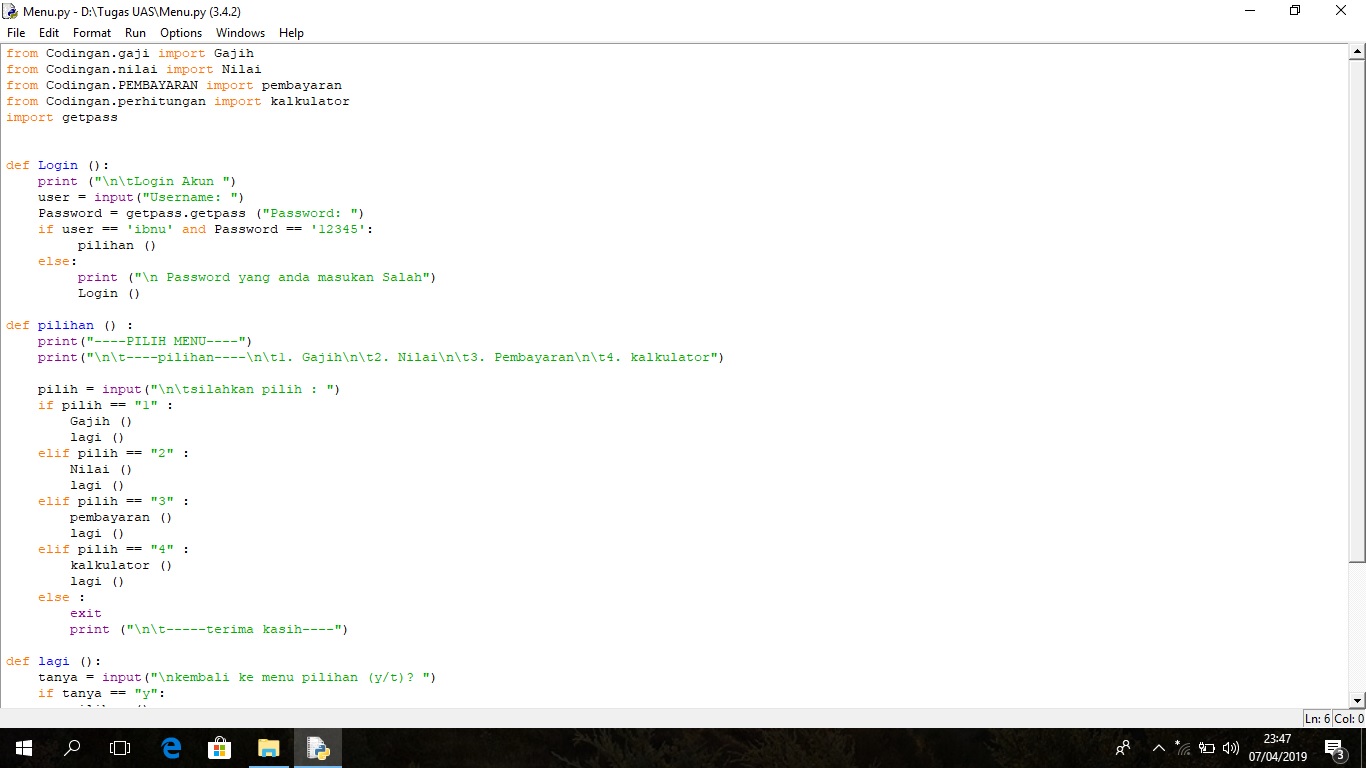 Menu.py - D:\Tugas UAS\Menu.py (3.4.2)
File Edit Format Run Options Windows Help
from Codingan.gaji import Gajih
from Codingan.nilai import Nilai
from Codingan.PEMBAYARAN import pembayaran
from Codingan.perhitungan import kalkulator
import getpass
def Login ():
    print ("\n\tLogin Akun ")
    user = input("Username: ")
    Password = getpass.getpass ("Password: ")
    if user == 'ibnu' and Password == '12345':
         pilihan ()
    else:
         print ("\n Password yang anda masukan Salah")
         Login ()
def pilihan () :
    print("----PILIH MENU----")
    print("\n\t----pilihan----\n\t1. Gajih\n\t2. Nilai\n\t3. Pembayaran\n\t4. kalkulator")
    pilih = input("\n\tsilahkan pilih : ")
    if pilih == "1" :
        Gajih ()
        lagi ()
    elif pilih == "2" :
        Nilai ()
        lagi ()
    elif pilih == "3" :
        pembayaran ()
        lagi ()
    elif pilih == "4" :
        kalkulator ()
        lagi ()
    else :
        exit
        print ("\n\t-----terima kasih----")
def lagi ():
    tanya = input("\nkembali ke menu pilihan (y/t)? ")
    if tanya == "y":
Ln: 6 Col: 0
23:47
07/04/2019
3